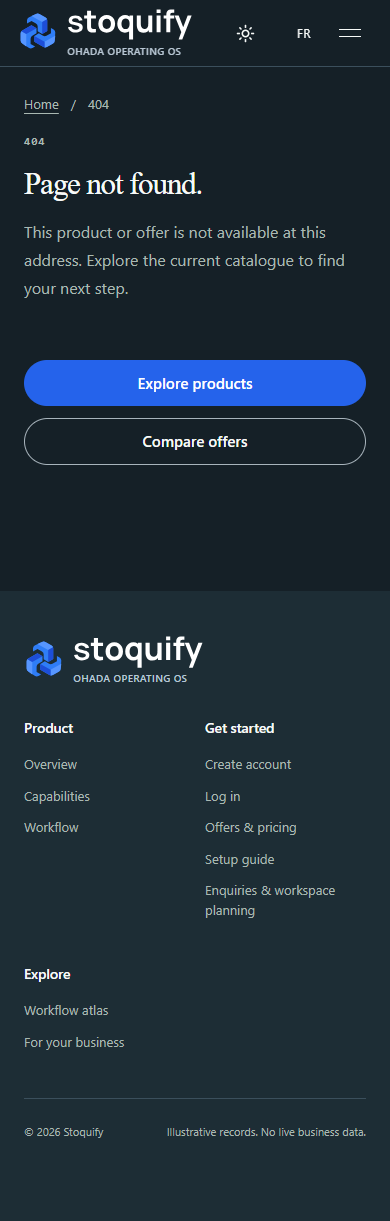 stoquify
OHADA OPERATING OS
FR
Home / 404
404
Page not found.
This product or offer is not available at this
address. Explore the current catalogue to find
your next step.
Explore products
Compare offers
stoquify
OHADA OPERATING OS
Product
Overview
Capabilities
Workflow
Get started
Create account
Log in
Offers & pricing
Setup guide
Enquiries & workspace
planning
Explore
Workflow atlas
For your business
© 2026 Stoquify
Illustrative records. No live business data.